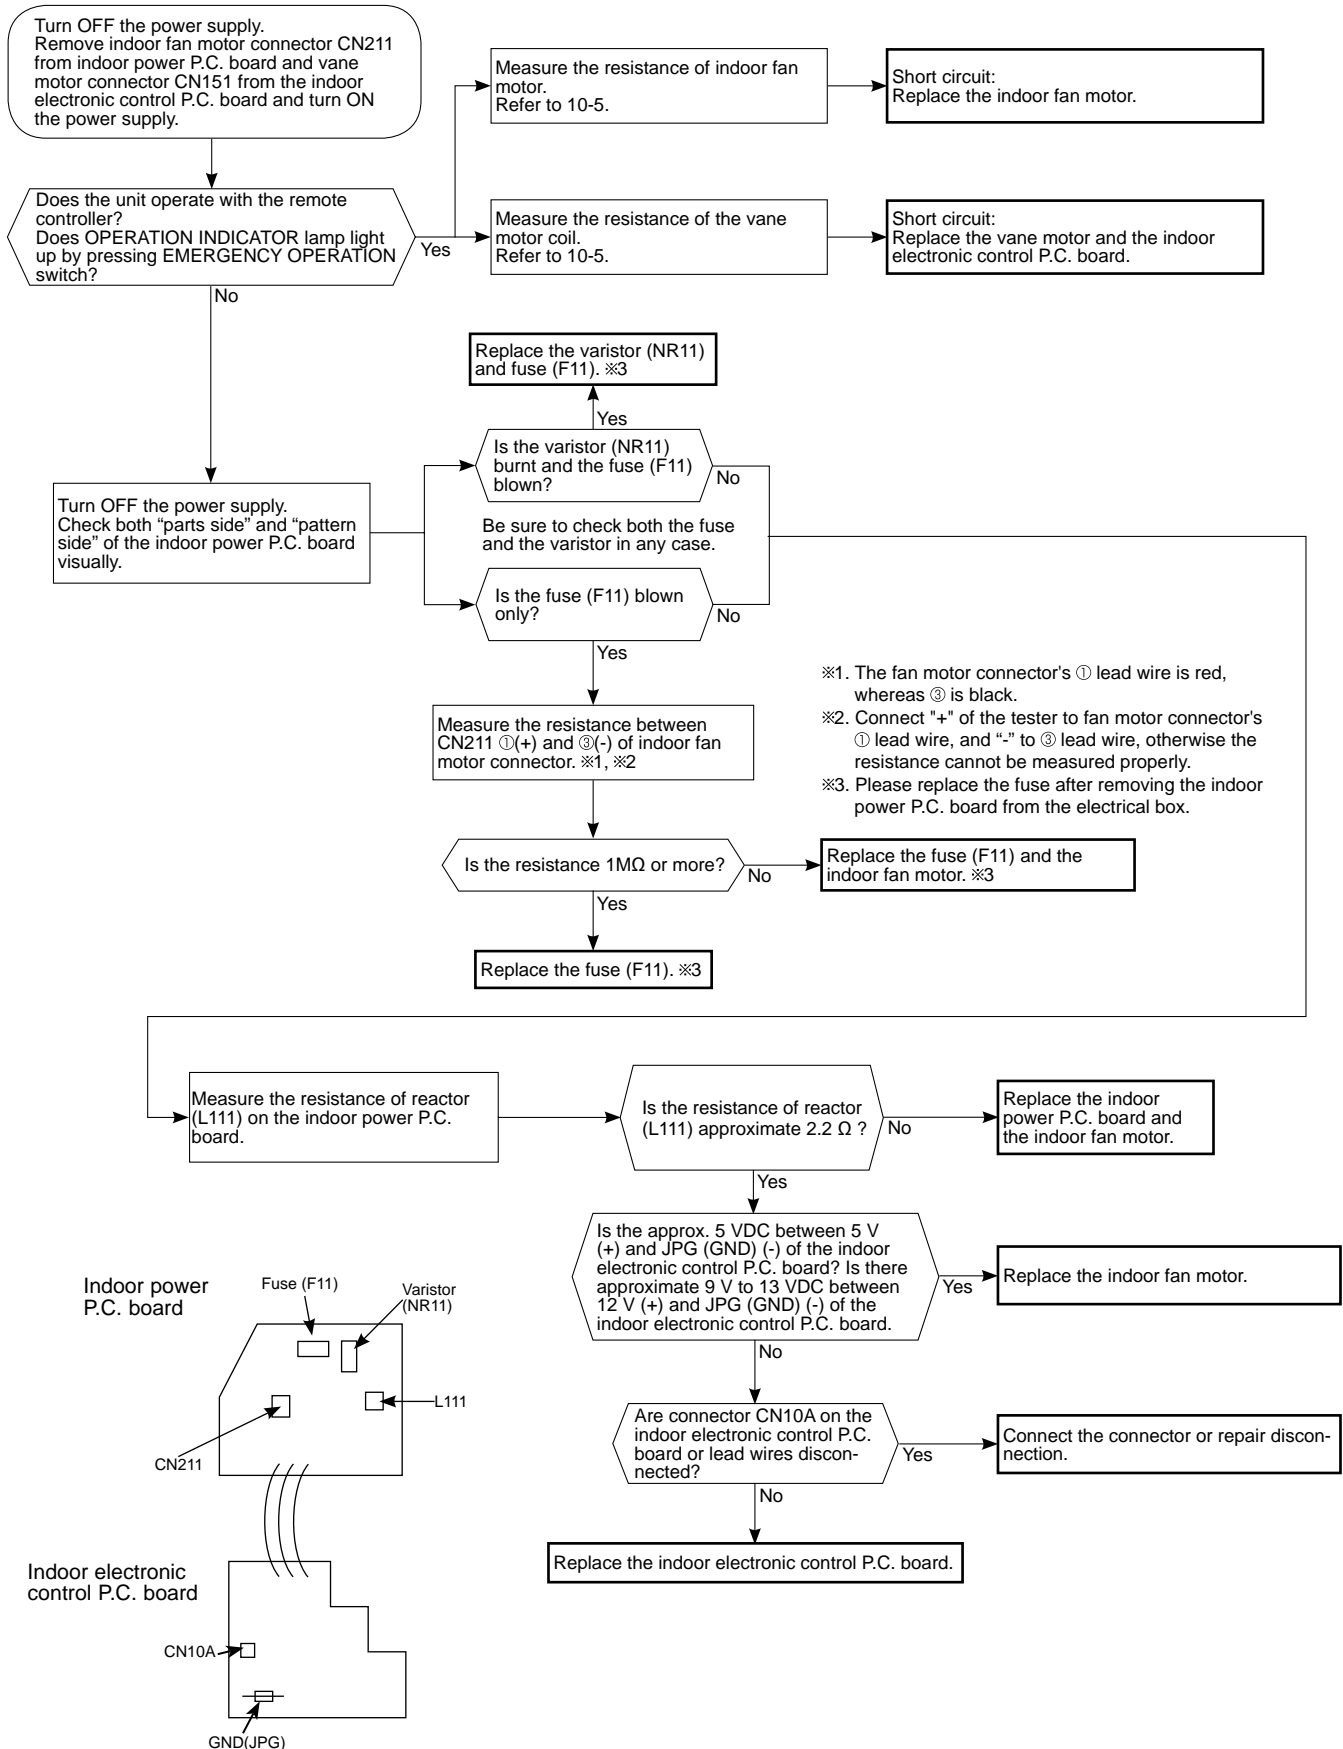 Turn OFF the power supply.
Remove indoor fan motor connector CN211
from indoor power P.C. board and vane
motor connector CN151 from the indoor
electronic control P.C. board and turn ON
the power supply.
Measure the resistance of indoor fan
motor.
Refer to 10-5.
Short circuit:
Replace the indoor fan motor.
Does the unit operate with the remote
controller?
Does OPERATION INDICATOR lamp light
up by pressing EMERGENCY OPERATION
switch?
Yes
Measure the resistance of the vane
motor coil.
Refer to 10-5.
Short circuit:
Replace the vane motor and the indoor
electronic control P.C. board.
No
Replace the varistor (NR11)
and fuse (F11). ※3
Yes
Is the varistor (NR11)
burnt and the fuse (F11)
blown?
No
Turn OFF the power supply.
Check both “parts side” and “pattern
side” of the indoor power P.C. board
visually.
Be sure to check both the fuse
and the varistor in any case.
Is the fuse (F11) blown
only?
No
Yes
※1. The fan motor connector's ① lead wire is red,
whereas ③ is black.
※2. Connect "+" of the tester to fan motor connector's
① lead wire, and “-” to ③ lead wire, otherwise the
resistance cannot be measured properly.
※3. Please replace the fuse after removing the indoor
power P.C. board from the electrical box.
Measure the resistance between
CN211 ①(+) and ③(-) of indoor fan
motor connector. ※1, ※2
Is the resistance 1MΩ or more?
No
Replace the fuse (F11) and the
indoor fan motor. ※3
Yes
Replace the fuse (F11). ※3
Measure the resistance of reactor
(L111) on the indoor power P.C.
board.
Is the resistance of reactor
(L111) approximate 2.2 Ω ?
No
Replace the indoor
power P.C. board and
the indoor fan motor.
Yes
Is the approx. 5 VDC between 5 V
(+) and JPG (GND) (-) of the indoor
electronic control P.C. board? Is there
approximate 9 V to 13 VDC between
12 V (+) and JPG (GND) (-) of the
indoor electronic control P.C. board.
Yes
Replace the indoor fan motor.
No
Are connector CN10A on the
indoor electronic control P.C.
board or lead wires discon-
nected?
Yes
Connect the connector or repair discon-
nection.
No
Replace the indoor electronic control P.C. board.
Indoor power
P.C. board
Fuse (F11)
Varistor
(NR11)
L111
CN211
Indoor electronic
control P.C. board
CN10A
GND(JPG)